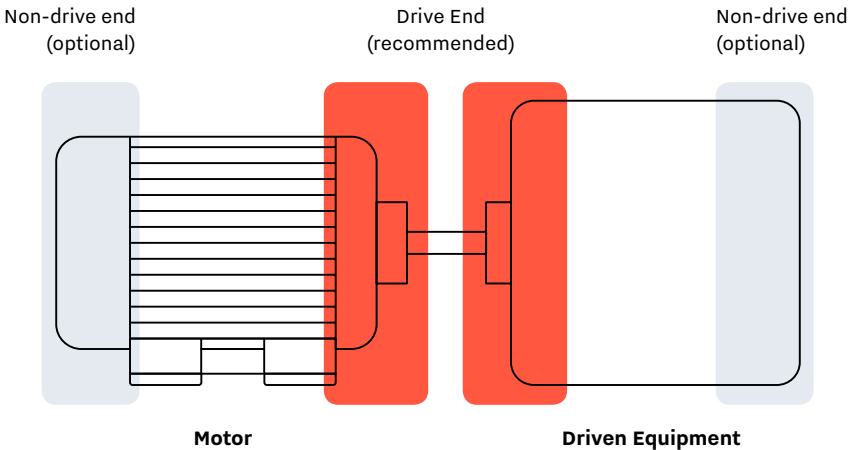 Non-drive end
(optional)
Drive End
(recommended)
Non-drive end
(optional)
Motor
Driven Equipment